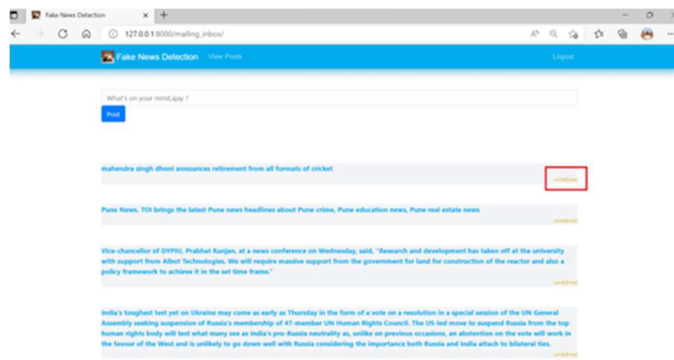 Fake News Detection
127.0.0.1:8000/mailing_inbox/
Fake News Detection View Posts Logout
What's on your mind,ajay ?
Post
mahendra singh dhoni announces retirement from all formats of cricket
undefined
Pune News. TOI brings the latest Pune news headlines about Pune crime, Pune education news, Pune real estate news
undefined
Vice-chancellor of DYPIU, Prabhat Ranjan, at a news conference on Wednesday, said, "Research and development has taken off at the university
with support from Albot Technologies. We will require massive support from the government for land for construction of the reactor and also a
policy framework to achieve it in the set time frame."
undefined
India's toughest test yet on Ukraine may come as early as Thursday in the form of a vote on a resolution in a special session of the UN General
Assembly seeking suspension of Russia's membership of 47-member UN Human Rights Council. The US-led move to suspend Russia from the top
human rights body will test what many see as India's pro-Russia neutrality as, unlike on previous occasions, an abstention on the vote will work in
the favour of the West and is unlikely to go down well with Russia considering the importance both Russia and India attach to bilateral ties.
undefined